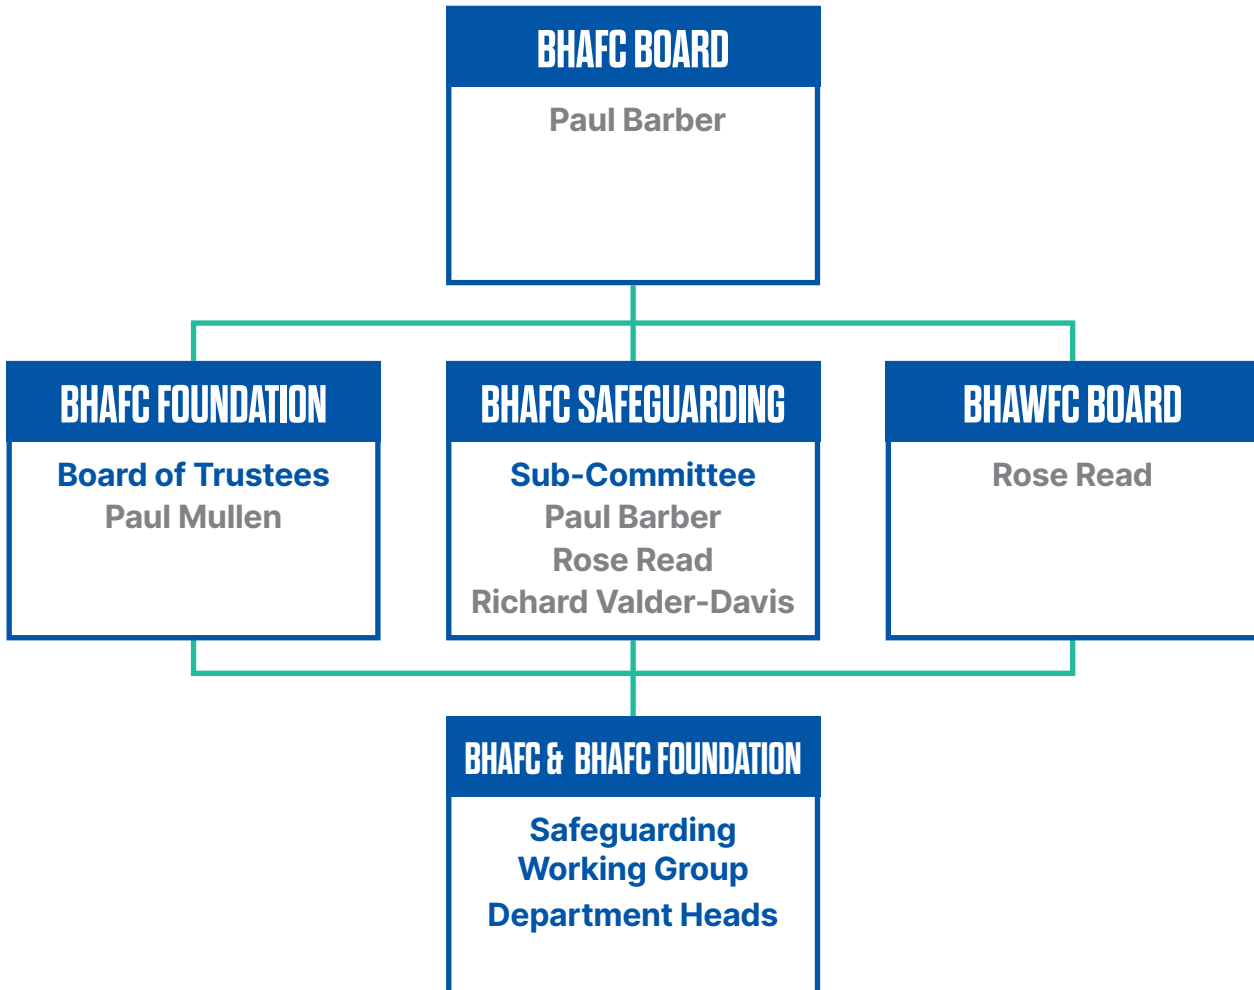 BHAFC BOARD
Paul Barber
BHAFC FOUNDATION
Board of Trustees
Paul Mullen
BHAFC SAFEGUARDING
Sub-Committee
Paul Barber
Rose Read
Richard Valder-Davis
BHAWFC BOARD
Rose Read
BHAFC & BHAFC FOUNDATION
Safeguarding
Working Group
Department Heads